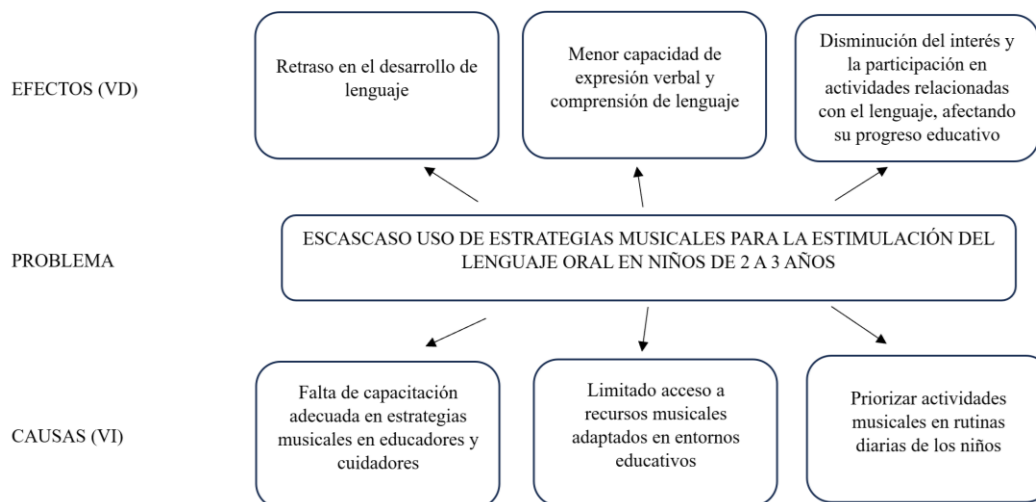 EFECTOS (VD)
Retraso en el desarrollo de
lenguaje
Menor capacidad de
expresión verbal y
comprensión de lenguaje
Disminución del interés y
la participación en
actividades relacionadas
con el lenguaje, afectando
su progreso educativo
PROBLEMA
ESCASCASO USO DE ESTRATEGIAS MUSICALES PARA LA ESTIMULACIÓN DEL
LENGUAJE ORAL EN NIÑOS DE 2 A 3 AÑOS
CAUSAS (VI)
Falta de capacitación
adecuada en estrategias
musicales en educadores y
cuidadores
Limitado acceso a
recursos musicales
adaptados en entornos
educativos
Priorizar actividades
musicales en rutinas
diarias de los niños